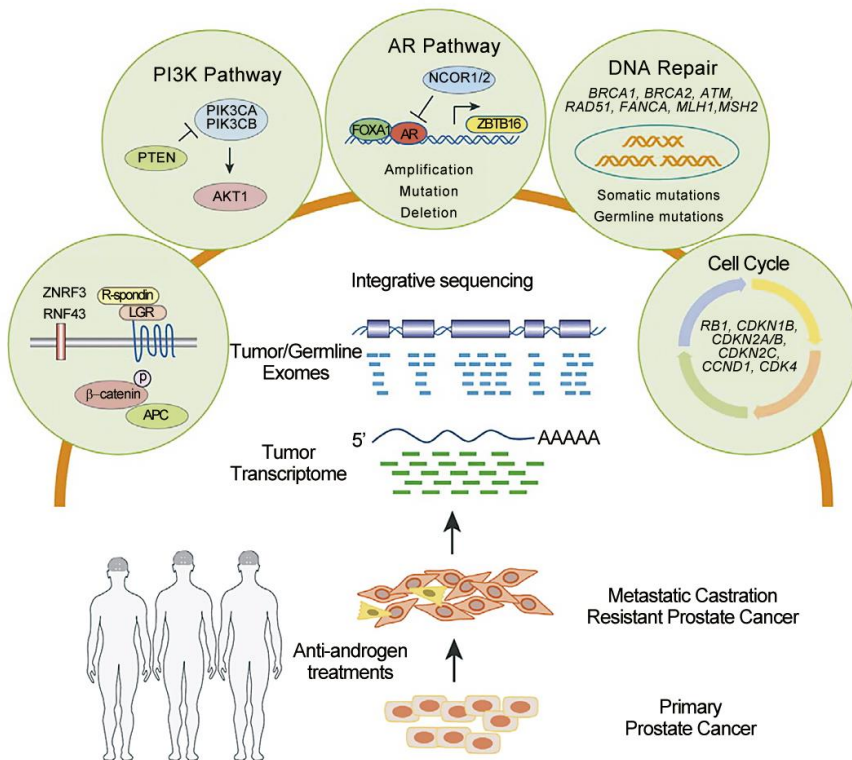 PI3K Pathway
PIK3CA
PIK3CB
PTEN
AKT1
AR Pathway
NCOR1/2
FOXA1
AR
ZBTB16
Amplification
Mutation
Deletion
DNA Repair
BRCA1, BRCA2, ATM,
RAD51, FANCA, MLH1,MSH2
Somatic mutations
Germline mutations
ZNRF3
RNF43
R-spondin
LGR
P
β-catenin
APC
Cell Cycle
RB1, CDKN1B,
CDKN2A/B,
CDKN2C,
CCND1, CDK4
Integrative sequencing
Tumor/Germline
Exomes
5’
AAAAA
Tumor
Transcriptome
Metastatic Castration
Resistant Prostate Cancer
Anti-androgen
treatments
Primary
Prostate Cancer